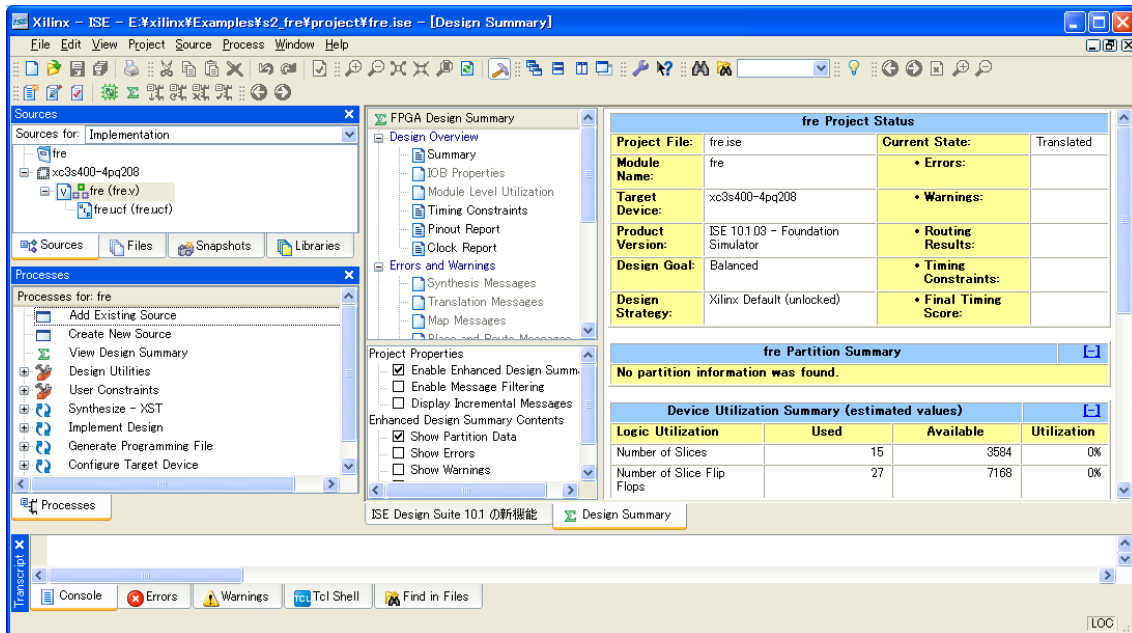 Xilinx - ISE - E:¥xilinx¥Examples¥s2_fre¥project¥fre.ise - [Design Summary]
File Edit View Project Source Process Window Help
Sources
Sources for: Implementation
fre
xc3s400-4pq208
fre (fre.v)
fre.ucf (fre.ucf)
Sources Files Snapshots Libraries
Processes
Processes for: fre
Add Existing Source
Create New Source
View Design Summary
Design Utilities
User Constraints
Synthesize - XST
Implement Design
Generate Programming File
Configure Target Device
Processes
FPGA Design Summary
Design Overview
Summary
IOB Properties
Module Level Utilization
Timing Constraints
Pinout Report
Clock Report
Errors and Warnings
Synthesis Messages
Translation Messages
Map Messages
Place and Route Messages
Project Properties
Enable Enhanced Design Summ
Enable Message Filtering
Display Incremental Messages
Enhanced Design Summary Contents
Show Partition Data
Show Errors
Show Warnings
fre Project Status
Project File: fre.ise Current State: Translated
Module Name: fre • Errors:
Target Device: xc3s400-4pq208 • Warnings:
Product Version: ISE 10.1.03 - Foundation Simulator • Routing Results:
Design Goal: Balanced • Timing Constraints:
Design Strategy: Xilinx Default (unlocked) • Final Timing Score:
fre Partition Summary [-]
No partition information was found.
Device Utilization Summary (estimated values) [-]
Logic Utilization Used Available Utilization
Number of Slices 15 3584 0%
Number of Slice Flip Flops 27 7168 0%
ISE Design Suite 10.1 の新機能 Design Summary
Transcript
Console Errors Warnings Tcl Shell Find in Files
LOC